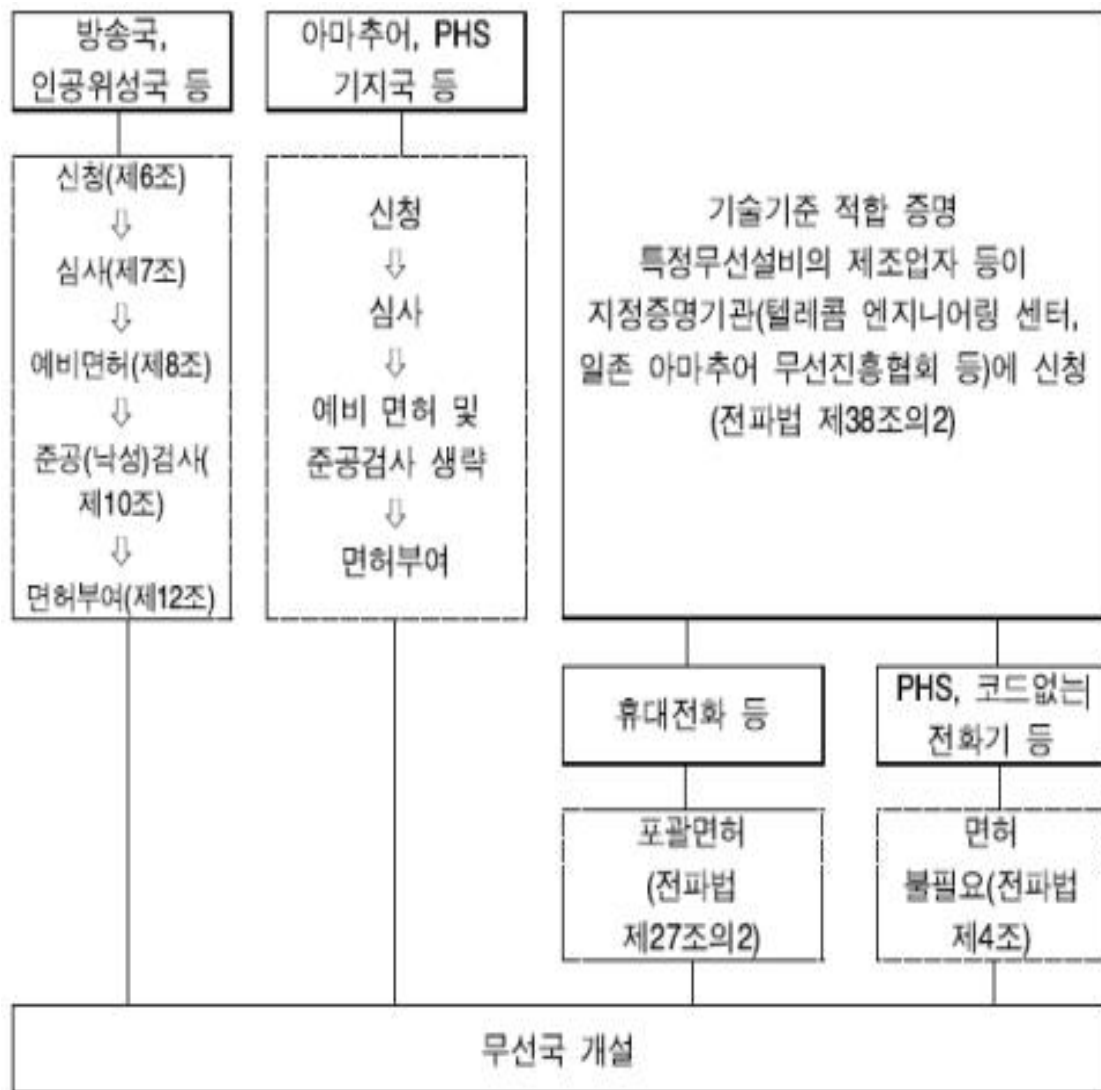 방송국,
인공위성국 등
신청(제6조)
⇩
심사(제7조)
⇩
예비면허(제8조)
⇩
준공(낙성)검사(
제10조)
⇩
면허부여(제12조)
아마추어, PHS
기지국 등
신청
⇩
심사
⇩
예비 면허 및
준공검사 생략
⇩
면허부여
기술기준 적합 증명
특정무선설비의 제조업자 등이
지정증명기관(텔레콤 엔지니어링 센터,
일존 아마추어 무선진흥협회 등)에 신청
(전파법 제38조의2)
휴대전화 등
포괄면허
(전파법
제27조의2)
PHS, 코드없는
전화기 등
면허
불필요(전파법
제4조)
무선국 개설